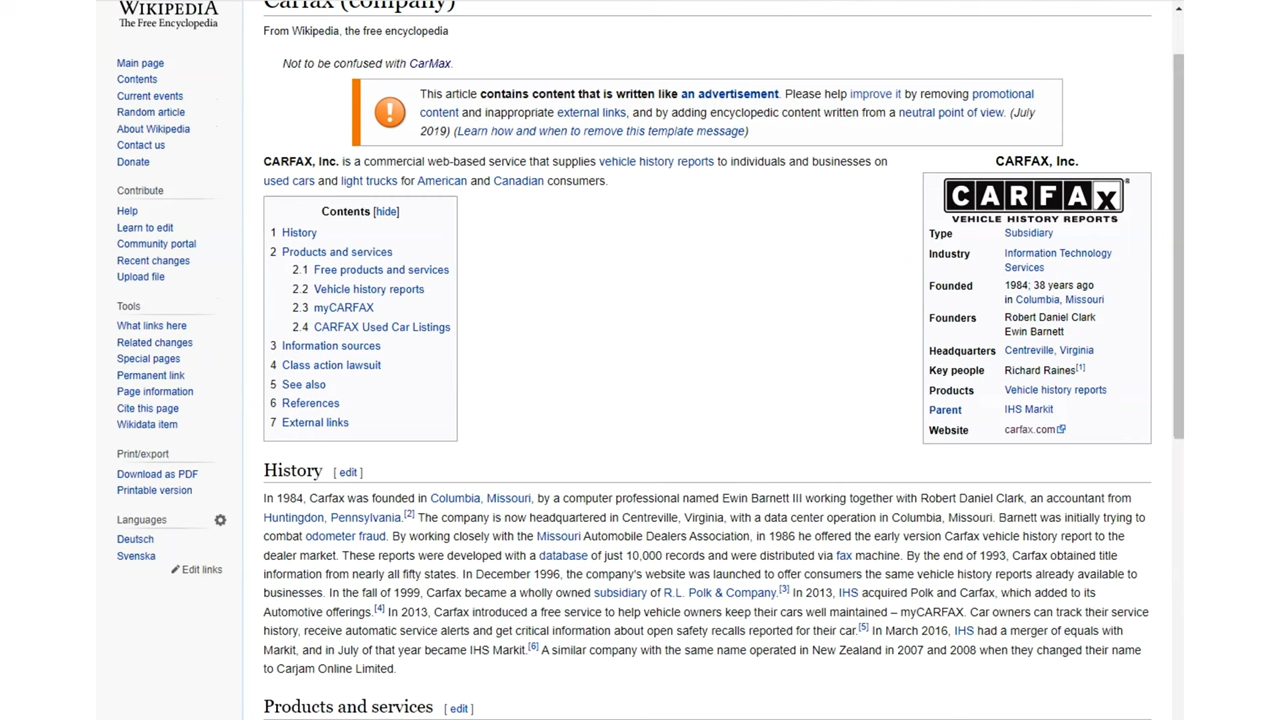 WIKIPEDIA
The Free Encyclopedia
Main page
Contents
Current events
Random article
About Wikipedia
Contact us
Donate
Contribute
Help
Learn to edit
Community portal
Recent changes
Upload file
Tools
What links here
Related changes
Special pages
Permanent link
Page information
Cite this page
Wikidata item
Print/export
Download as PDF
Printable version
Languages
Deutsch
Svenska
Edit links
Carfax (company)
From Wikipedia, the free encyclopedia
Not to be confused with CarMax.
This article contains content that is written like an advertisement. Please help improve it by removing promotional
content and inappropriate external links, and by adding encyclopedic content written from a neutral point of view. (July
2019) (Learn how and when to remove this template message)
CARFAX, Inc. is a commercial web-based service that supplies vehicle history reports to individuals and businesses on
used cars and light trucks for American and Canadian consumers.
Contents [hide]
1 History
2 Products and services
2.1 Free products and services
2.2 Vehicle history reports
2.3 myCARFAX
2.4 CARFAX Used Car Listings
3 Information sources
4 Class action lawsuit
5 See also
6 References
7 External links
CARFAX, Inc.
CARFAX®
VEHICLE HISTORY REPORTS
Type Subsidiary
Industry Information Technology
Services
Founded 1984; 38 years ago
in Columbia, Missouri
Founders Robert Daniel Clark
Ewin Barnett
Headquarters Centreville, Virginia
Key people Richard Raines[1]
Products Vehicle history reports
Parent IHS Markit
Website carfax.com
History [ edit ]
In 1984, Carfax was founded in Columbia, Missouri, by a computer professional named Ewin Barnett III working together with Robert Daniel Clark, an accountant from
Huntingdon, Pennsylvania.[2] The company is now headquartered in Centreville, Virginia, with a data center operation in Columbia, Missouri. Barnett was initially trying to
combat odometer fraud. By working closely with the Missouri Automobile Dealers Association, in 1986 he offered the early version Carfax vehicle history report to the
dealer market. These reports were developed with a database of just 10,000 records and were distributed via fax machine. By the end of 1993, Carfax obtained title
information from nearly all fifty states. In December 1996, the company's website was launched to offer consumers the same vehicle history reports already available to
businesses. In the fall of 1999, Carfax became a wholly owned subsidiary of R.L. Polk & Company.[3] In 2013, IHS acquired Polk and Carfax, which added to its
Automotive offerings.[4] In 2013, Carfax introduced a free service to help vehicle owners keep their cars well maintained – myCARFAX. Car owners can track their service
history, receive automatic service alerts and get critical information about open safety recalls reported for their car.[5] In March 2016, IHS had a merger of equals with
Markit, and in July of that year became IHS Markit.[6] A similar company with the same name operated in New Zealand in 2007 and 2008 when they changed their name
to Carjam Online Limited.
Products and services [ edit ]